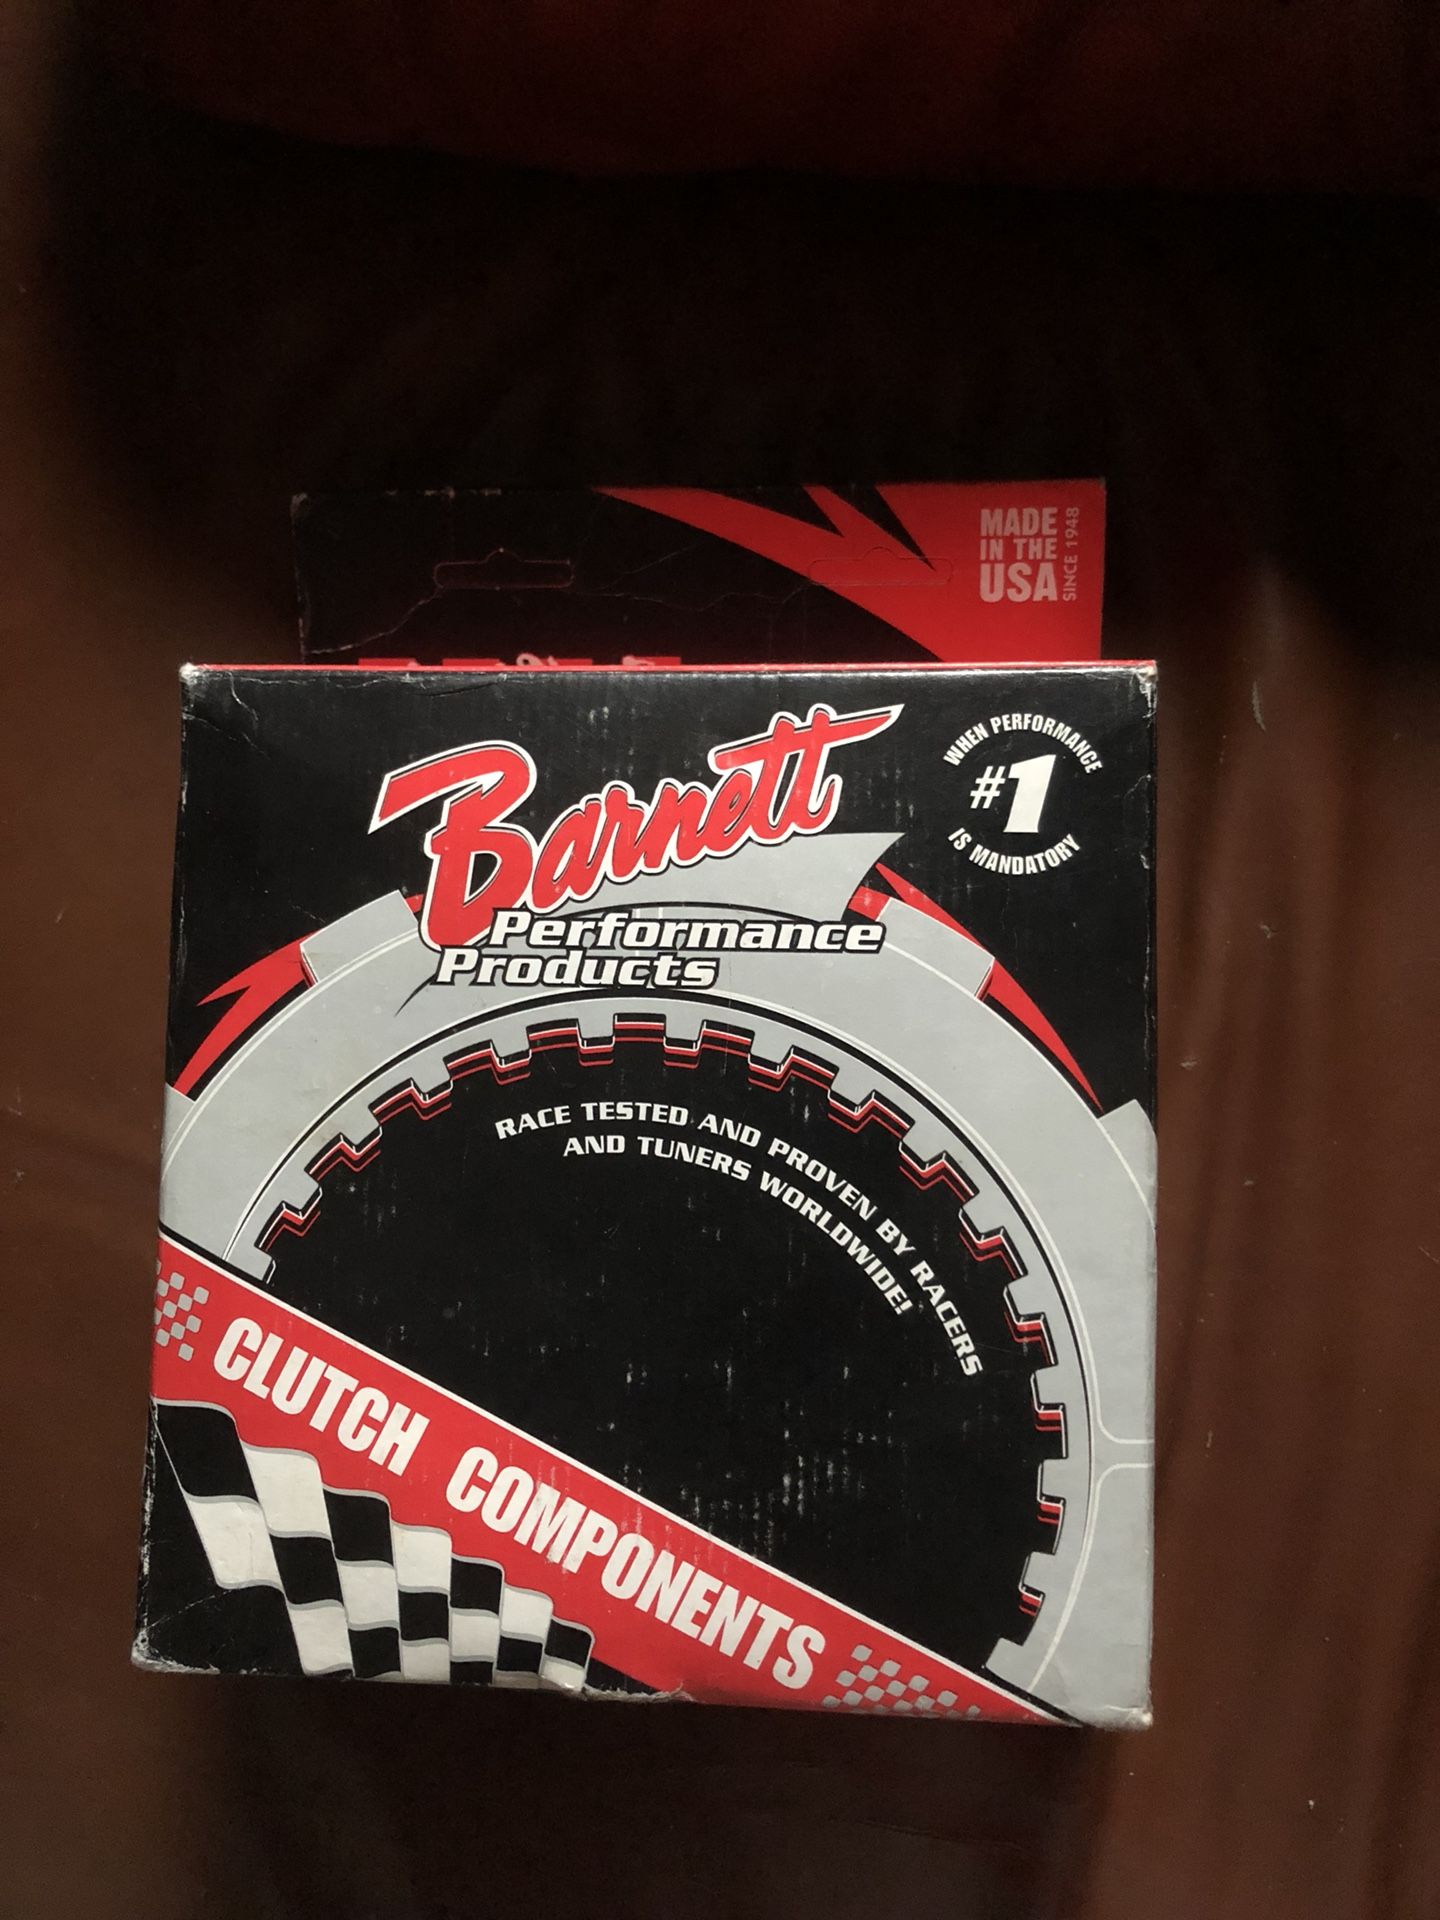 MADE
IN THE
USA
SINCE 1948
Barnett
Performance
Products
WHEN PERFORMANCE
#1
IS MANDATORY
RACE TESTED AND PROVEN BY RACERS
AND TUNERS WORLDWIDE!
CLUTCH COMPONENTS